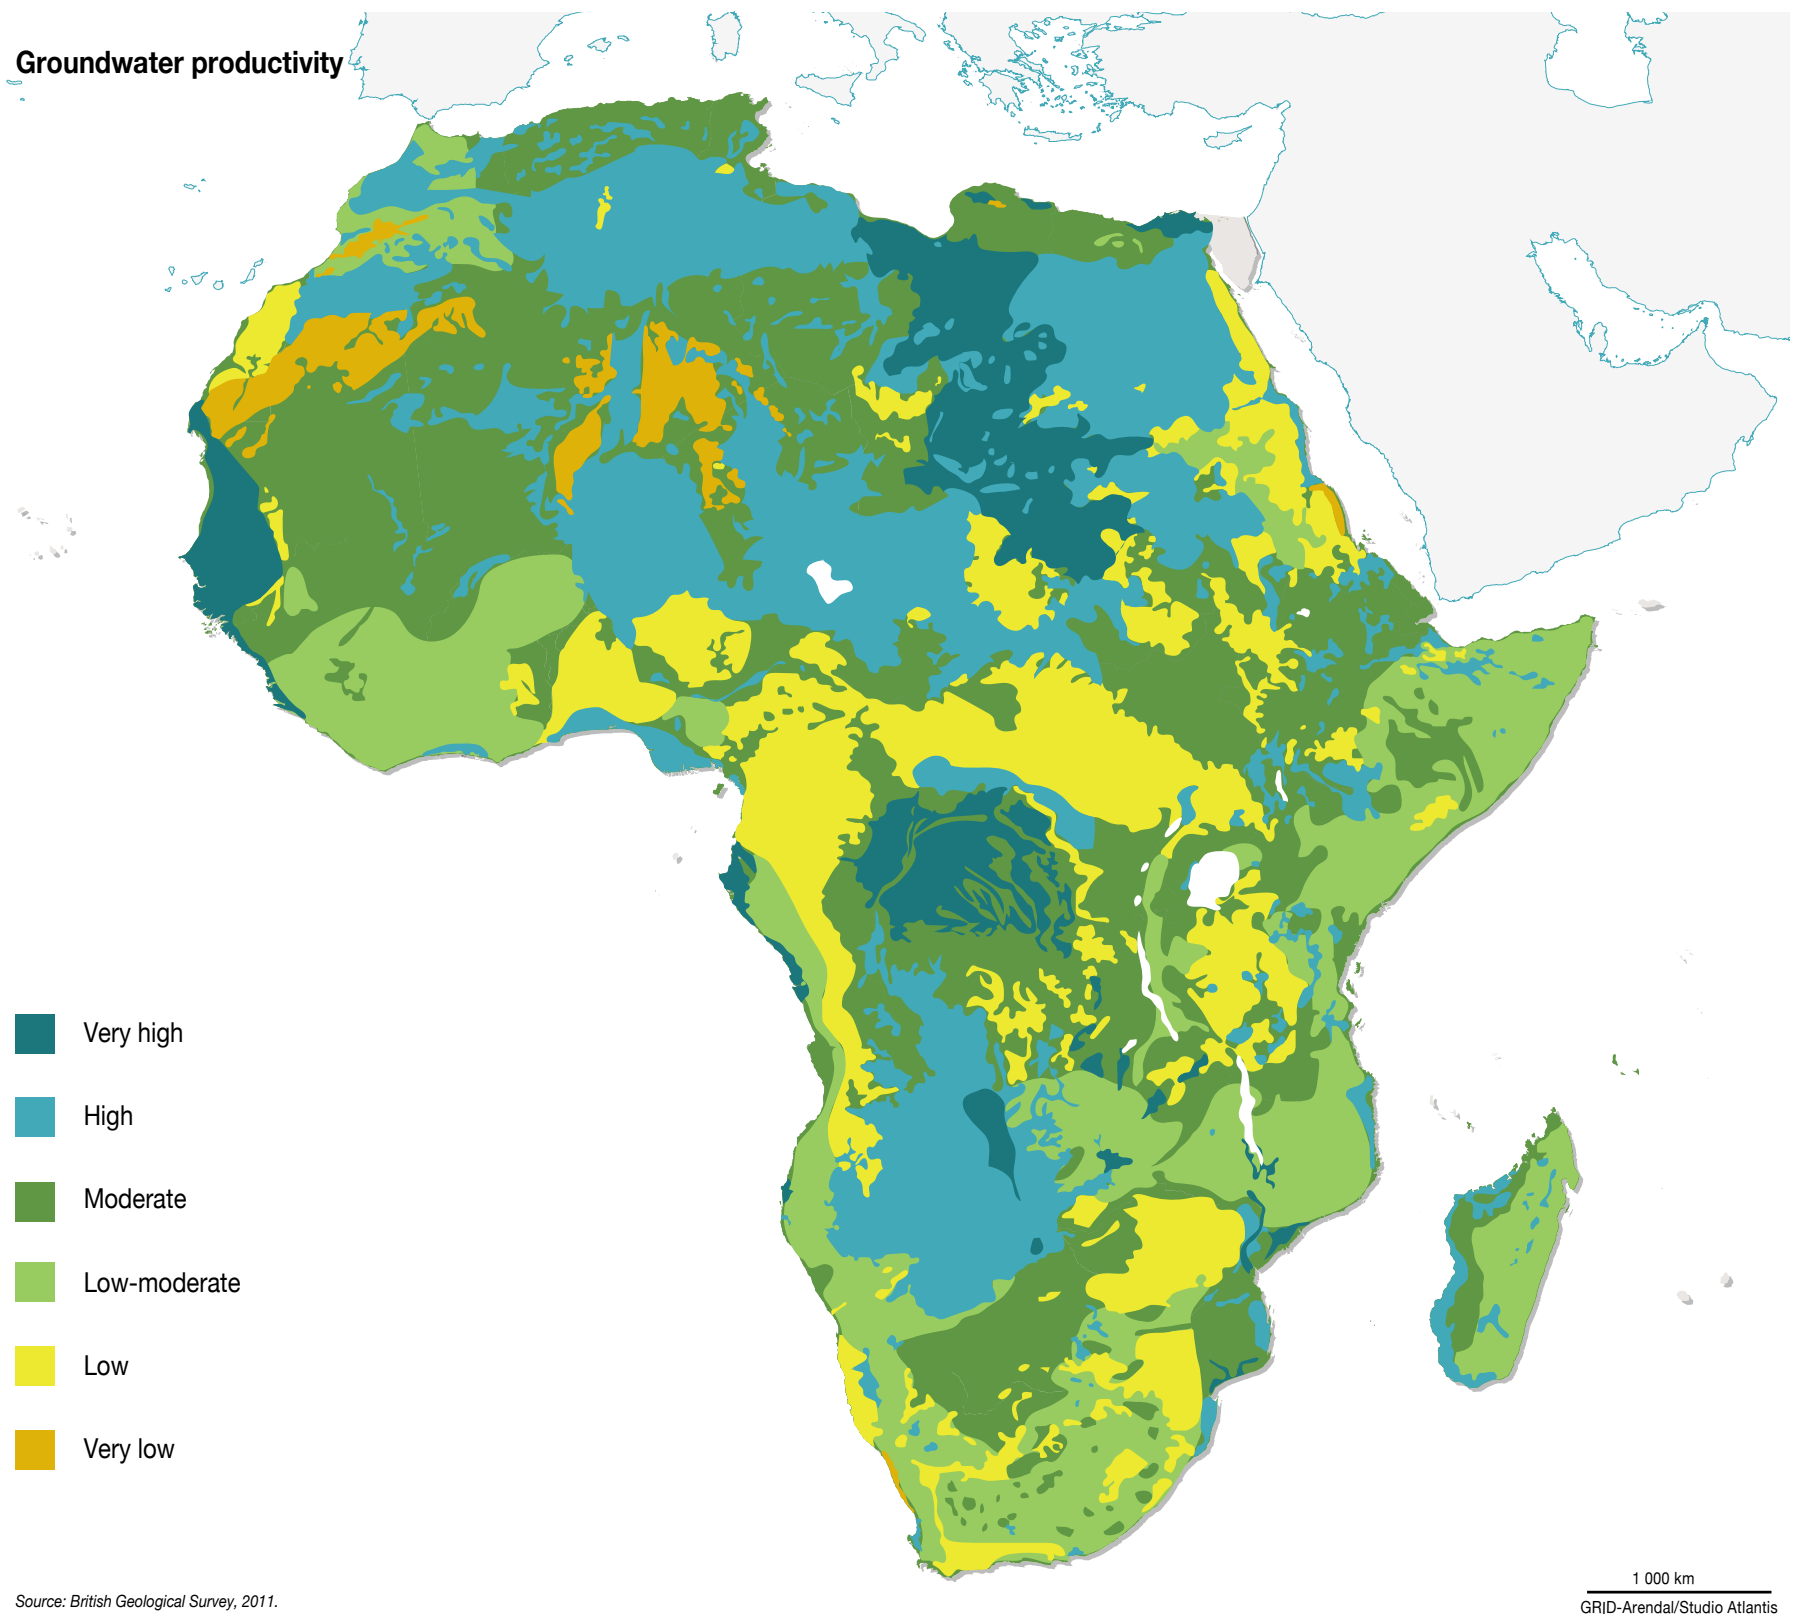 Groundwater productivity
Very high
High
Moderate
Low-moderate
Low
Very low
1 000 km
Source: British Geological Survey, 2011.
GRID-Arendal/Studio Atlantis